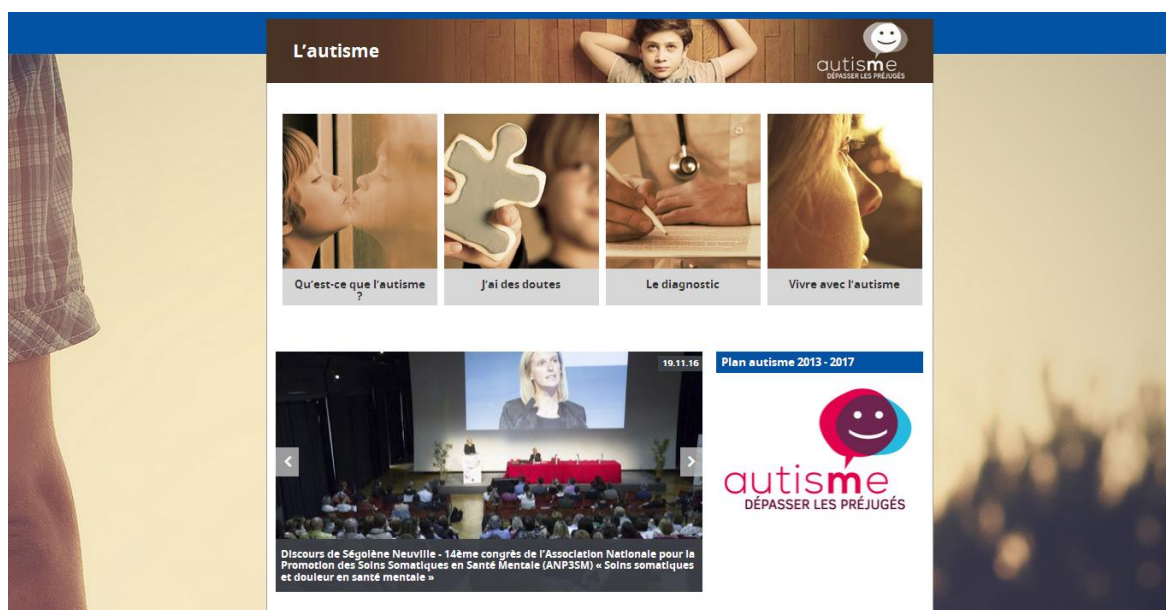 L'autisme
autisme
DÉPASSER LES PRÉJUGÉS
Qu'est-ce que l'autisme
?
J'ai des doutes
Le diagnostic
Vivre avec l'autisme
19.11.16
Discours de Ségolène Neuville - 14ème congrès de l'Association Nationale pour la
Promotion des Soins Somatiques en Santé Mentale (ANP3SM) « Soins somatiques
et douleur en santé mentale »
Plan autisme 2013 - 2017
autisme
DÉPASSER LES PRÉJUGÉS